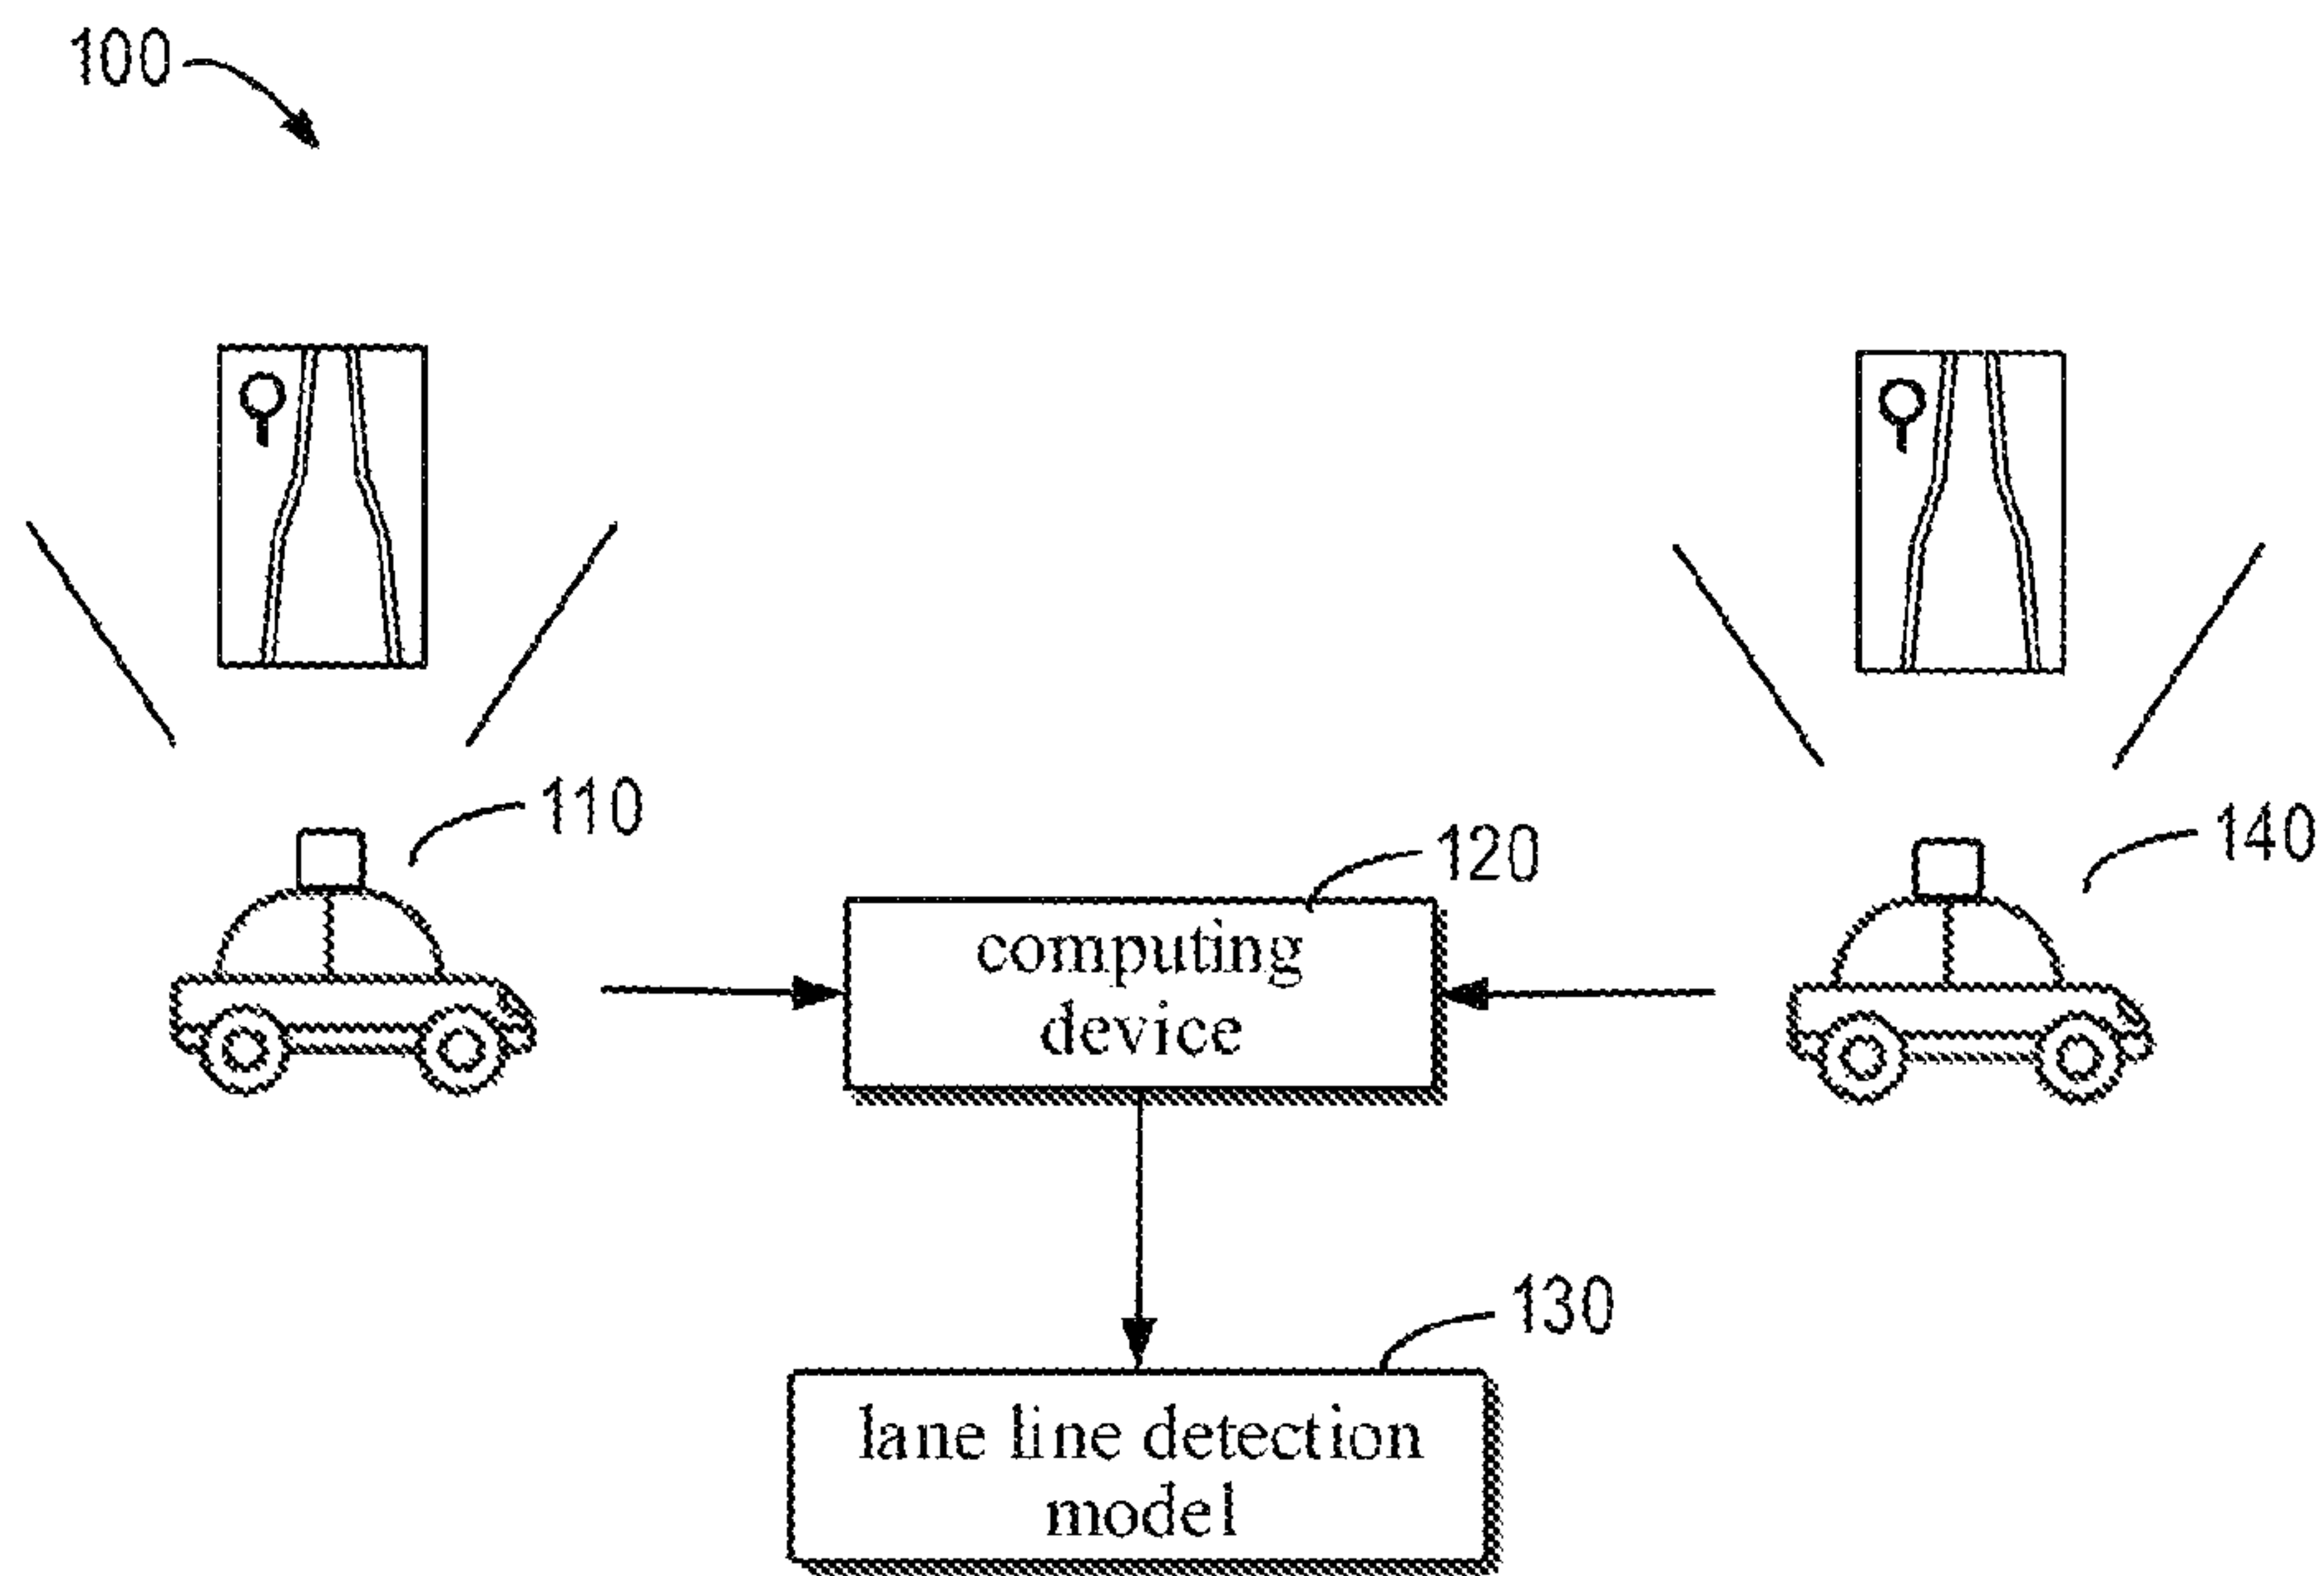 100
110
120
140
computing
device
130
lane line detection
model